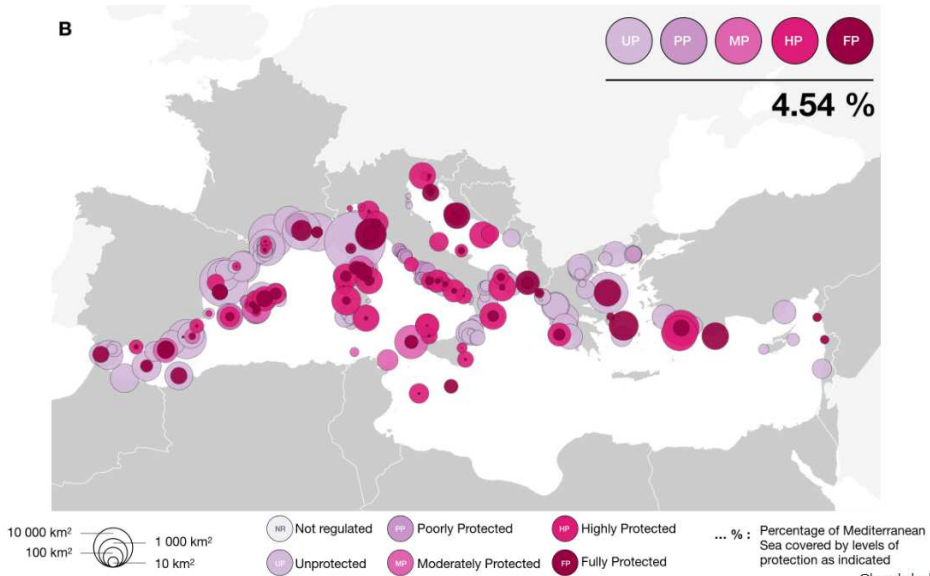 B
UP PP MP HP FP
4.54 %
10 000 km²
1 000 km²
100 km²
10 km²
NR Not regulated
PP Poorly Protected
HP Highly Protected
UP Unprotected
MP Moderately Protected
FP Fully Protected
... % : Percentage of Mediterranean
Sea covered by levels of
protection as indicated